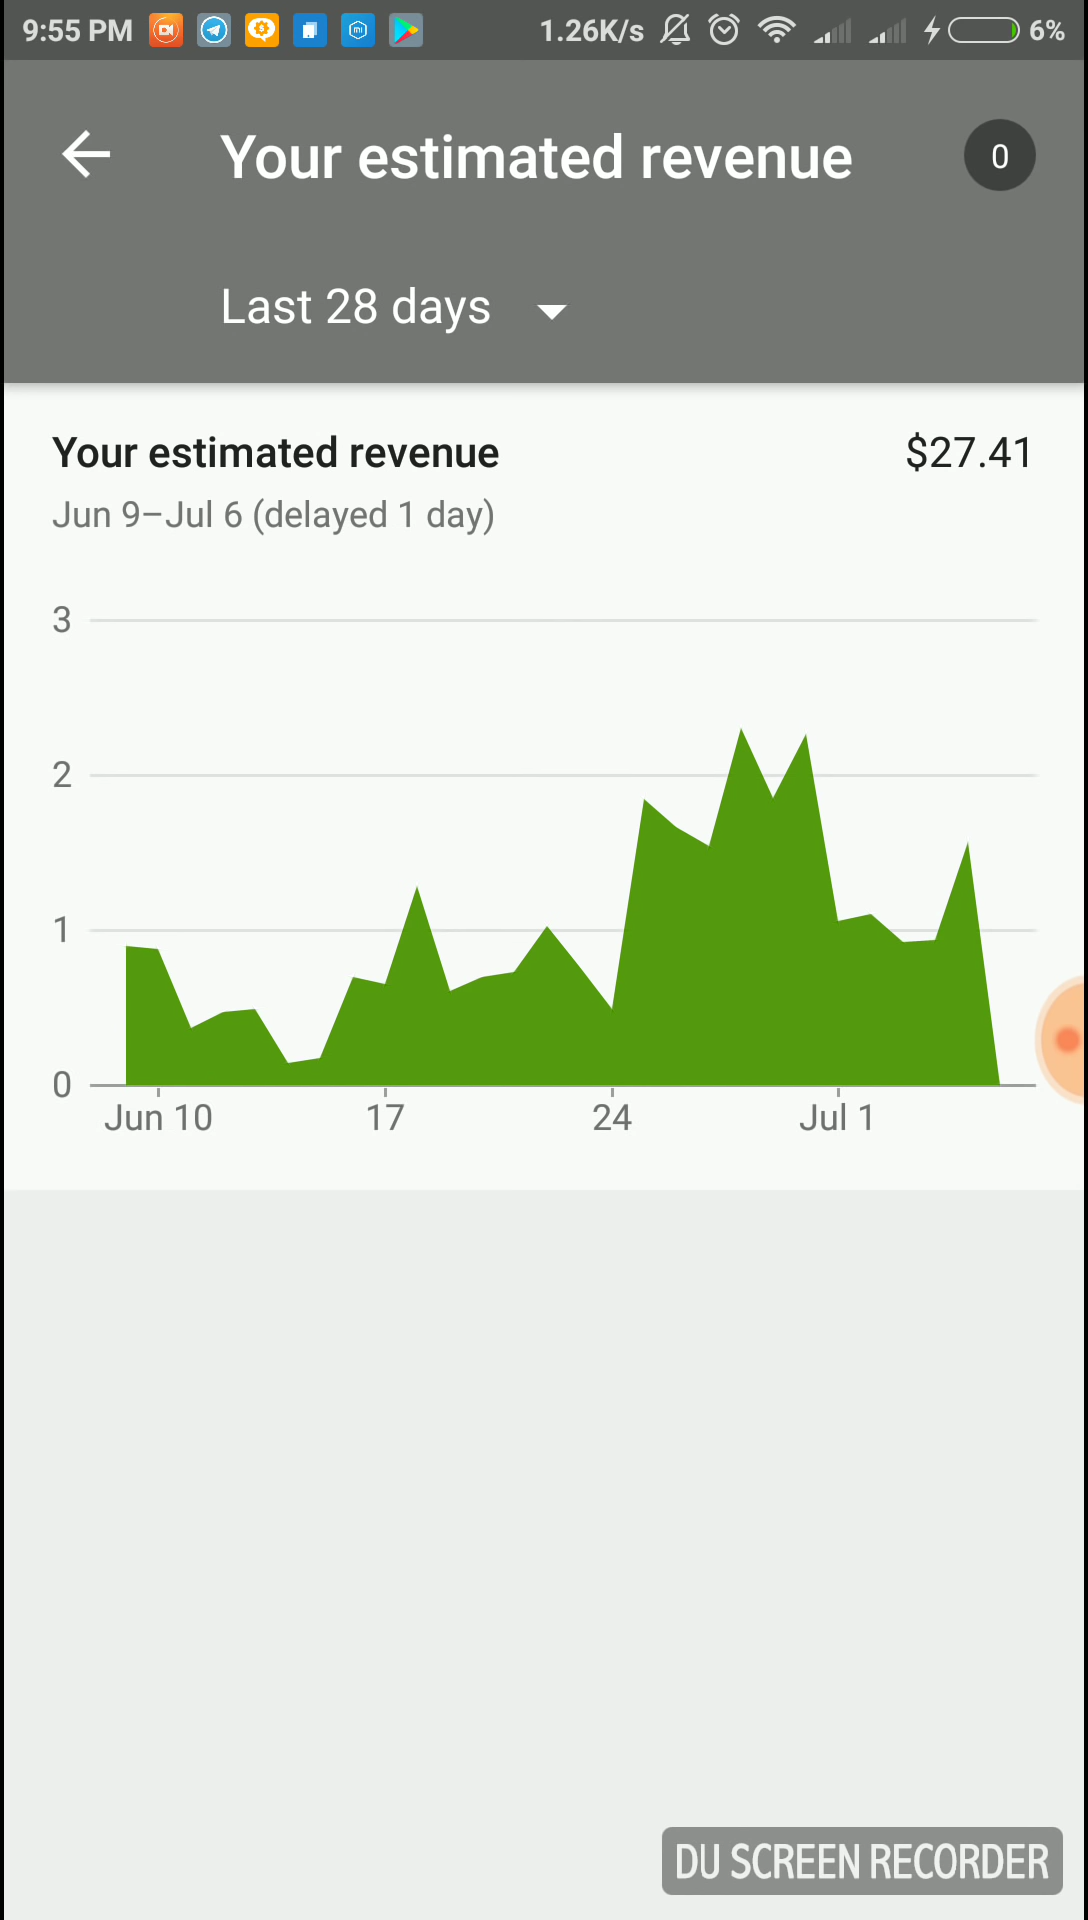 9:55 PM 1.26K/s 6%
Your estimated revenue 0
Last 28 days
Your estimated revenue $27.41
Jun 9–Jul 6 (delayed 1 day)
3
2
1
0
Jun 10 17 24 Jul 1
DU SCREEN RECORDER